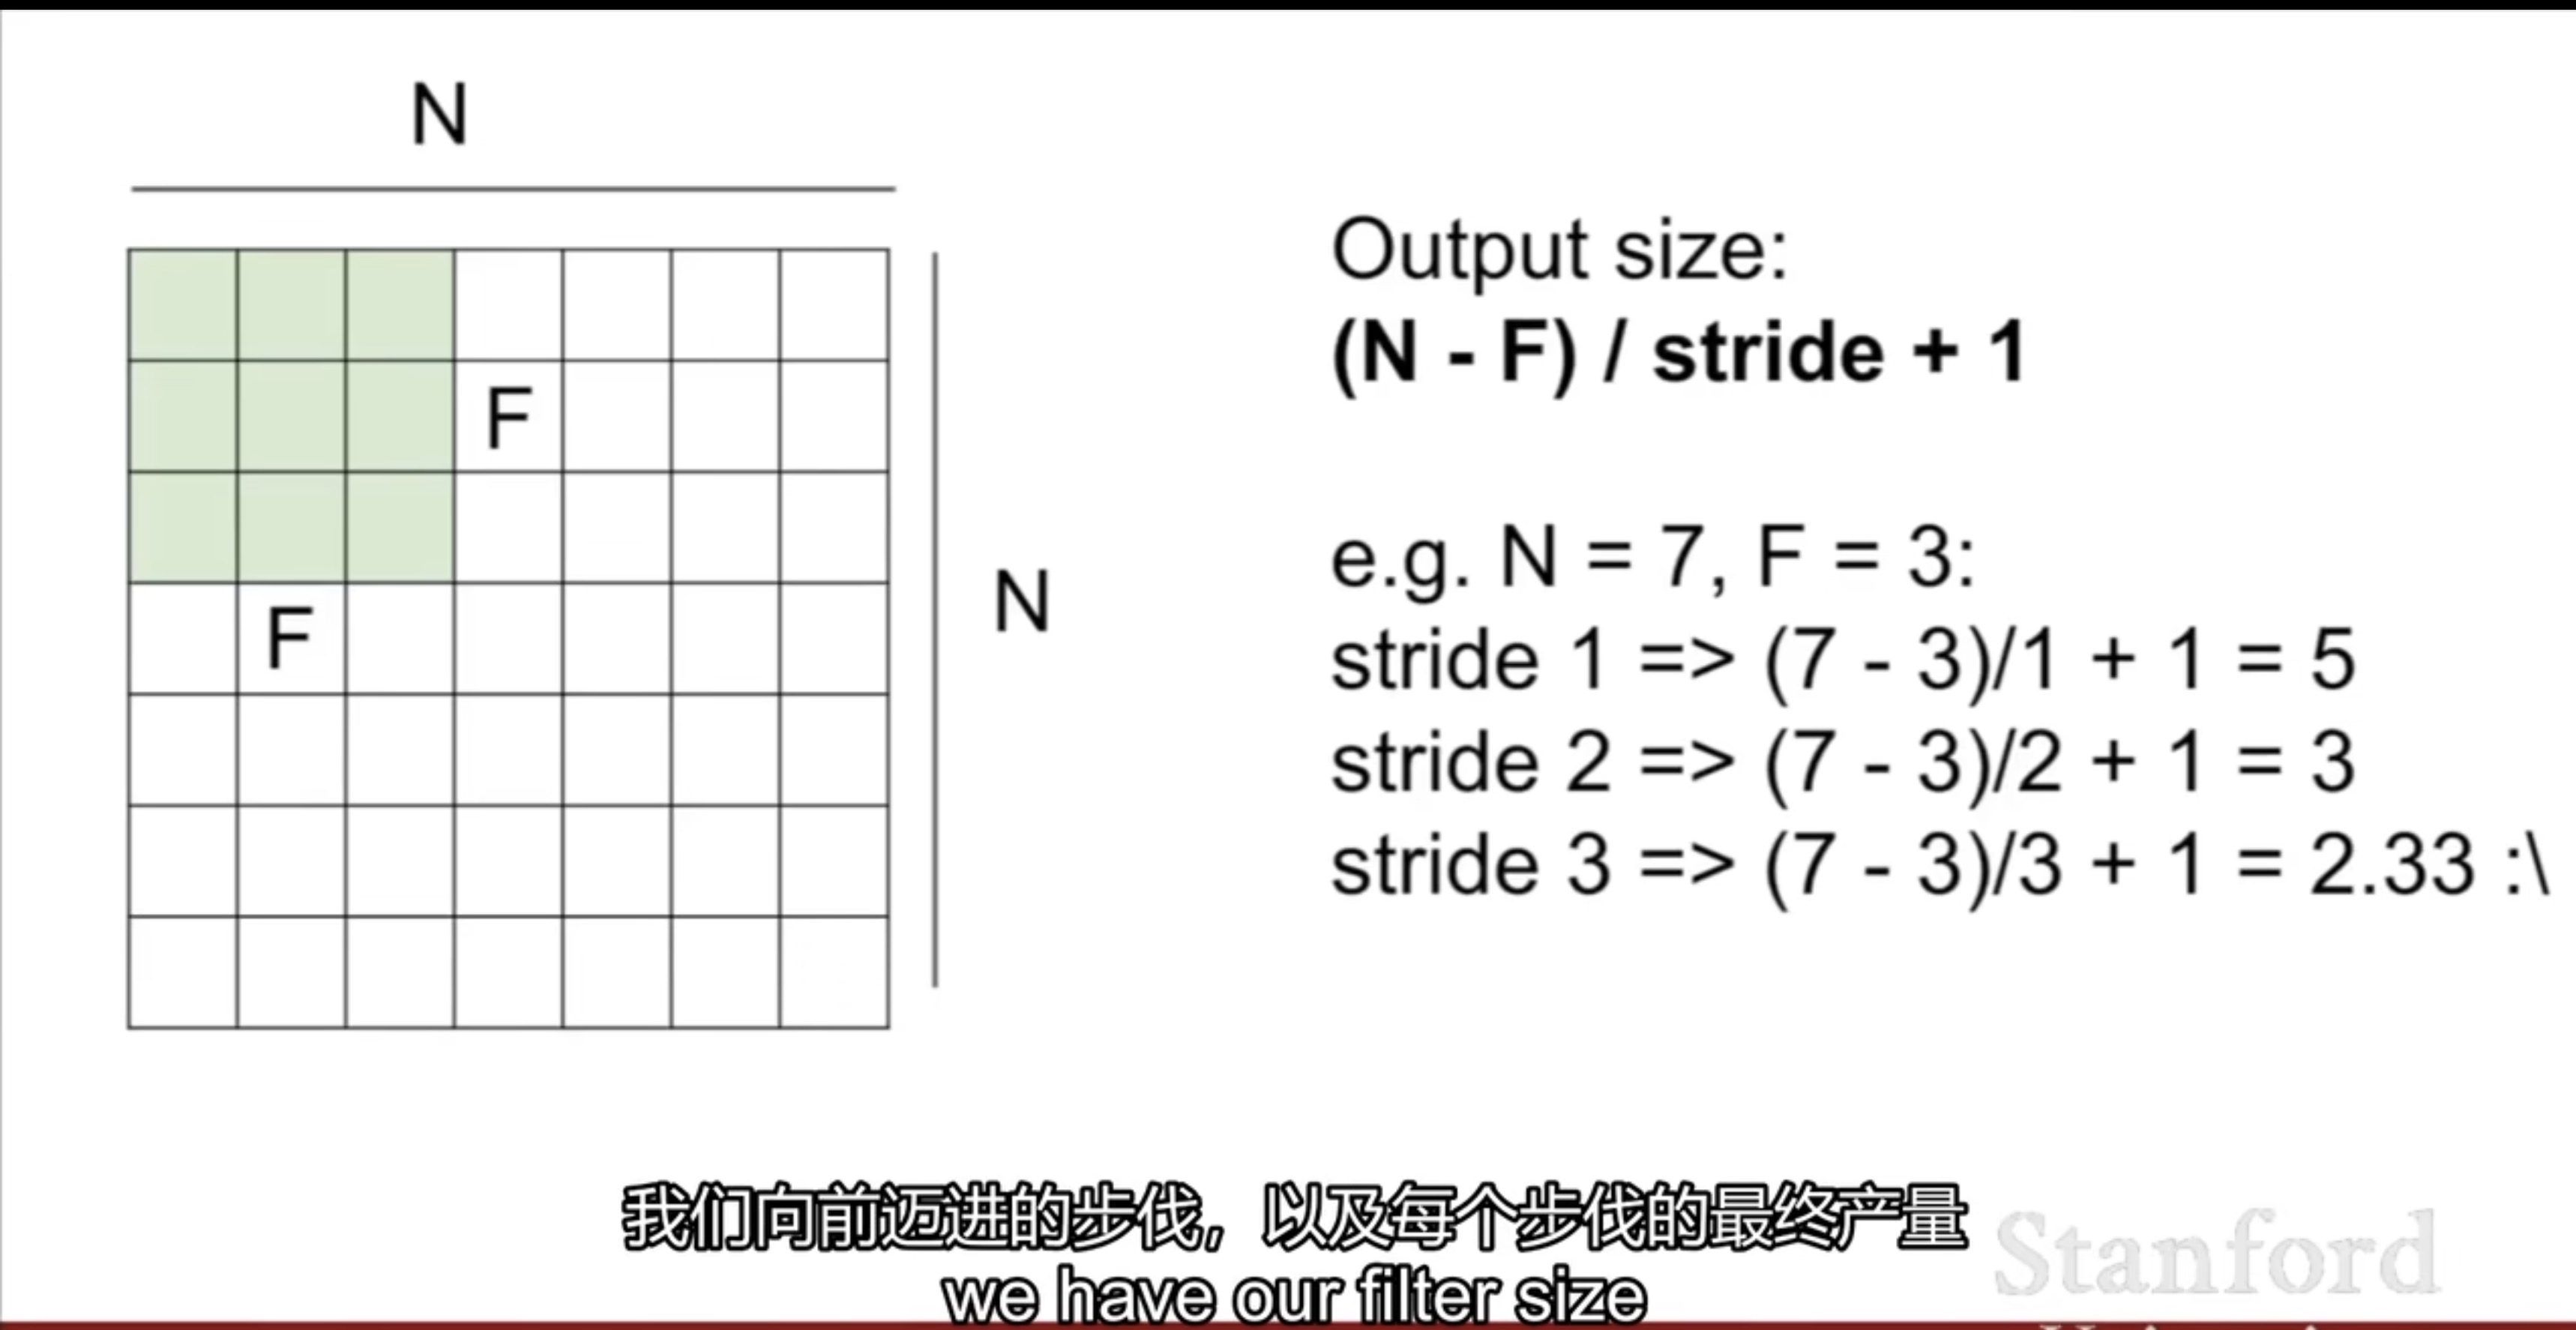 N
F
F
N
Output size:
(N - F) / stride + 1
e.g. N = 7, F = 3:
stride 1 => (7 - 3)/1 + 1 = 5
stride 2 => (7 - 3)/2 + 1 = 3
stride 3 => (7 - 3)/3 + 1 = 2.33 :\
我们向前迈进的步伐，以及每个步伐的最终产量
we have our filter size
Stanford